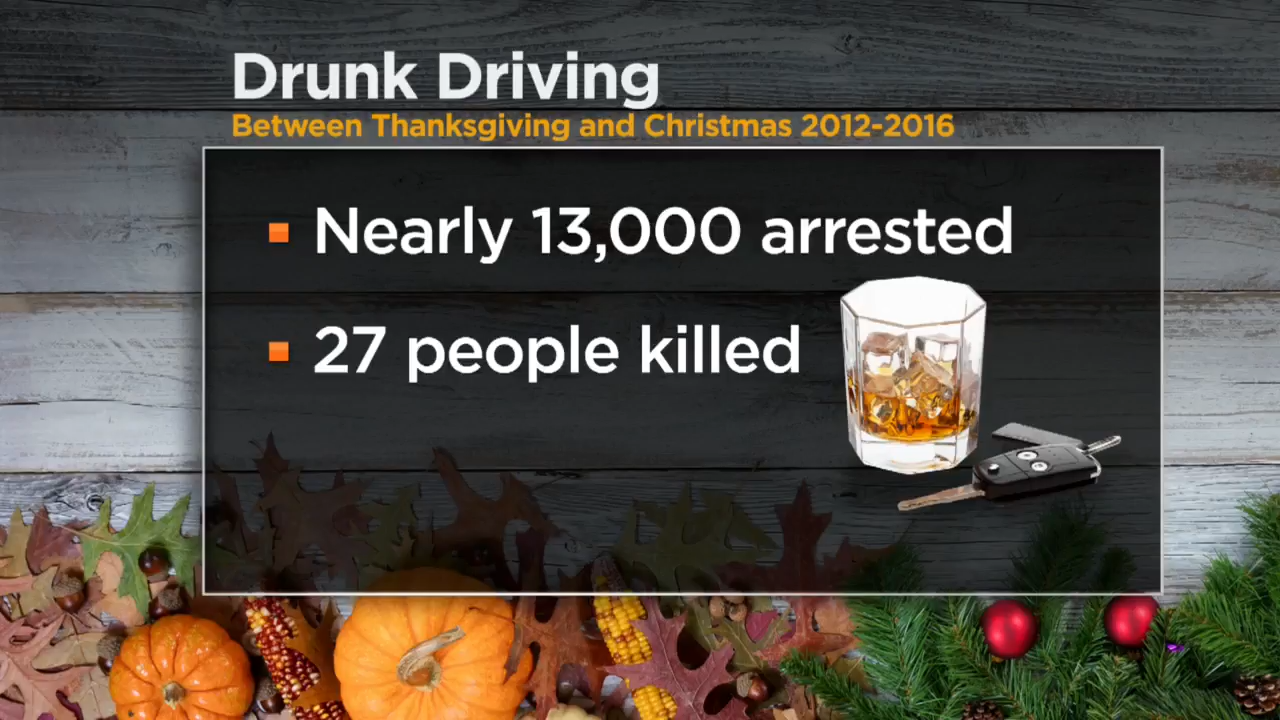 Drunk Driving
Between Thanksgiving and Christmas 2012-2016
Nearly 13,000 arrested
27 people killed